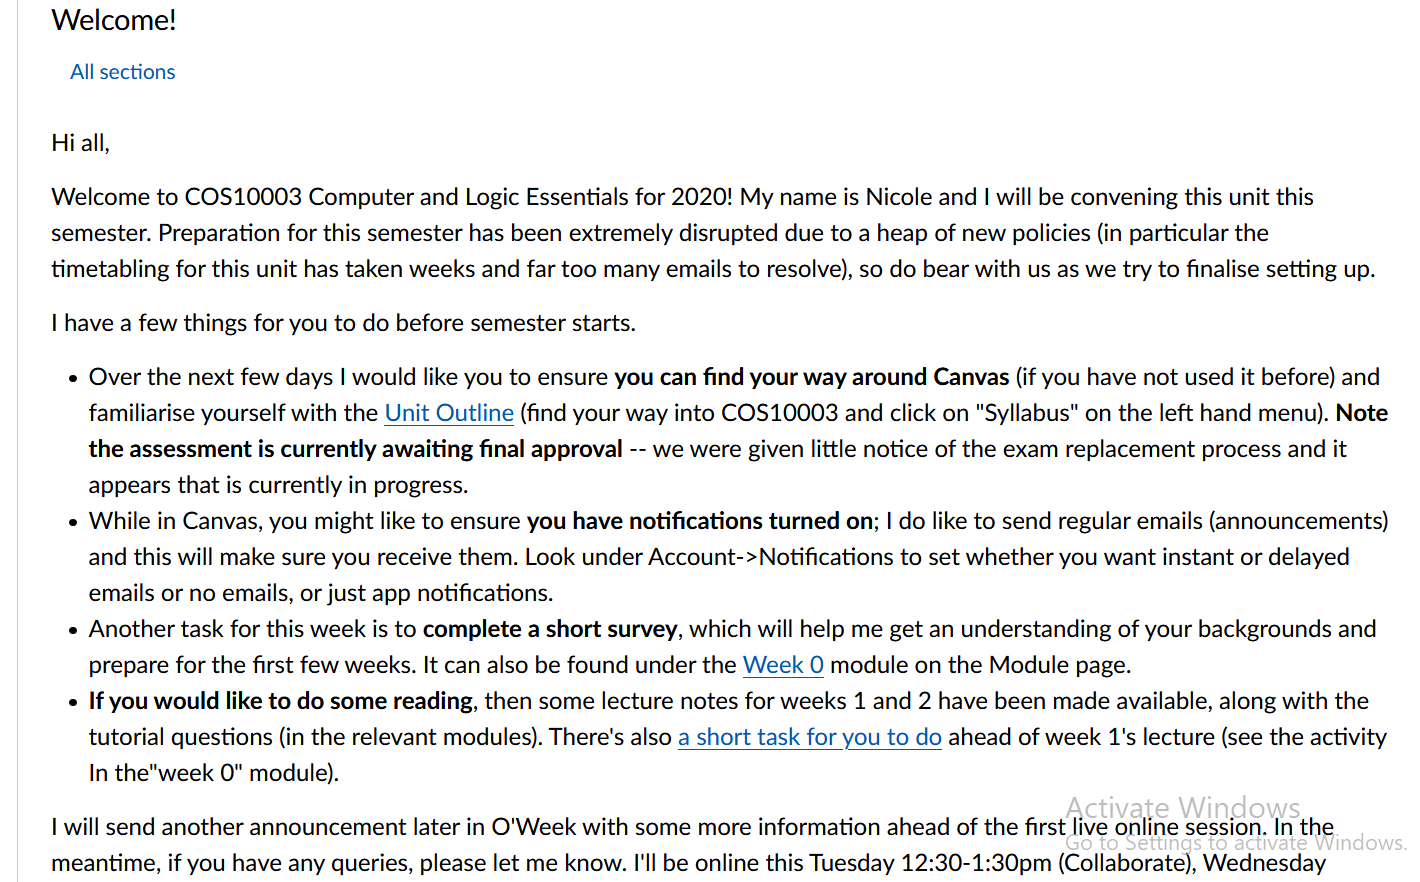 Welcome!
All sections
Hi all,
Welcome to COS10003 Computer and Logic Essentials for 2020! My name is Nicole and I will be convening this unit this
semester. Preparation for this semester has been extremely disrupted due to a heap of new policies (in particular the
timetabling for this unit has taken weeks and far too many emails to resolve), so do bear with us as we try to finalise setting up.
I have a few things for you to do before semester starts.
• Over the next few days I would like you to ensure you can find your way around Canvas (if you have not used it before) and
familiarise yourself with the Unit Outline (find your way into COS10003 and click on "Syllabus" on the left hand menu). Note
the assessment is currently awaiting final approval -- we were given little notice of the exam replacement process and it
appears that is currently in progress.
• While in Canvas, you might like to ensure you have notifications turned on; I do like to send regular emails (announcements)
and this will make sure you receive them. Look under Account->Notifications to set whether you want instant or delayed
emails or no emails, or just app notifications.
• Another task for this week is to complete a short survey, which will help me get an understanding of your backgrounds and
prepare for the first few weeks. It can also be found under the Week 0 module on the Module page.
• If you would like to do some reading, then some lecture notes for weeks 1 and 2 have been made available, along with the
tutorial questions (in the relevant modules). There's also a short task for you to do ahead of week 1's lecture (see the activity
In the"week 0" module).
Activate Windows
I will send another announcement later in O'Week with some more information ahead of the first live online session. In the
Go to Settings to activate Windows.
meantime, if you have any queries, please let me know. I'll be online this Tuesday 12:30-1:30pm (Collaborate), Wednesday